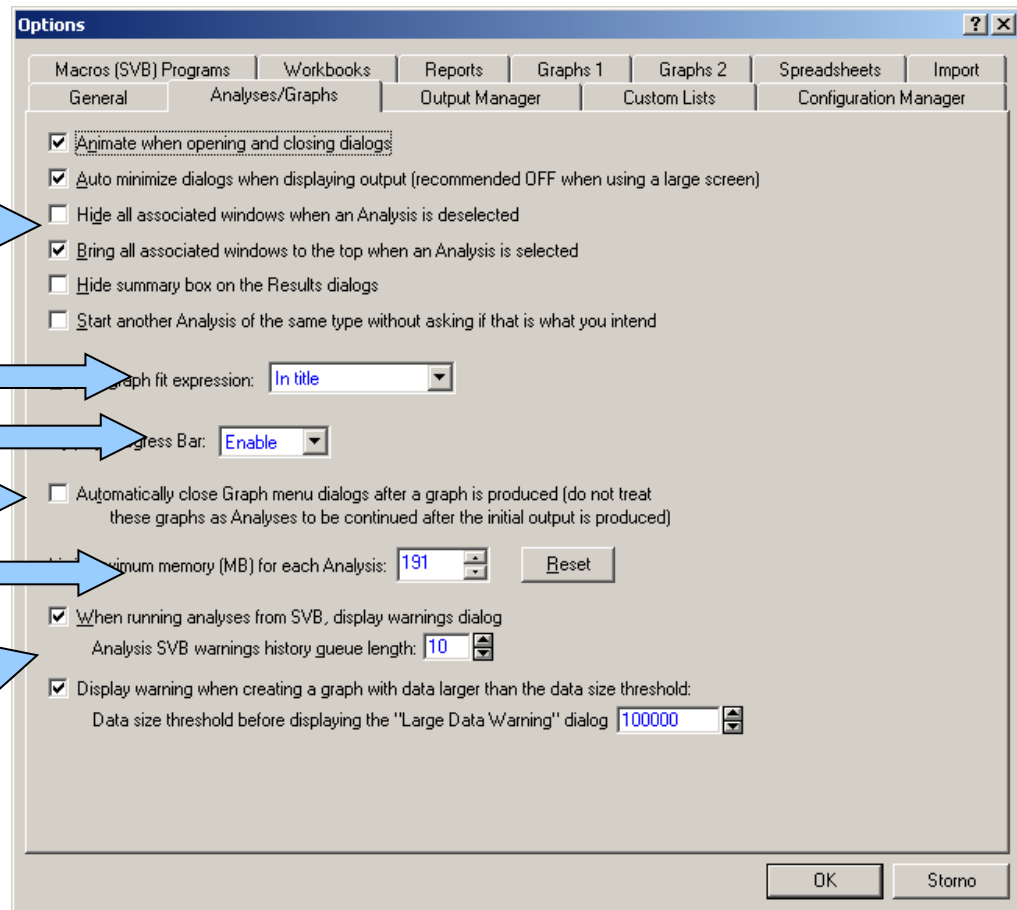 Options
Macros (SVB) Programs Workbooks Reports Graphs 1 Graphs 2 Spreadsheets Import
General Analyses/Graphs Output Manager Custom Lists Configuration Manager
Animate when opening and closing dialogs
Auto minimize dialogs when displaying output (recommended OFF when using a large screen)
Hide all associated windows when an Analysis is deselected
Bring all associated windows to the top when an Analysis is selected
Hide summary box on the Results dialogs
Start another Analysis of the same type without asking if that is what you intend
fit expression: In title
Bar: Enable
Automatically close Graph menu dialogs after a graph is produced (do not treat
these graphs as Analyses to be continued after the initial output is produced)
memory (MB) for each Analysis: 191 Reset
When running analyses from SVB, display warnings dialog
Analysis SVB warnings history queue length: 10
Display warning when creating a graph with data larger than the data size threshold:
Data size threshold before displaying the "Large Data Warning" dialog 100000
OK Storno